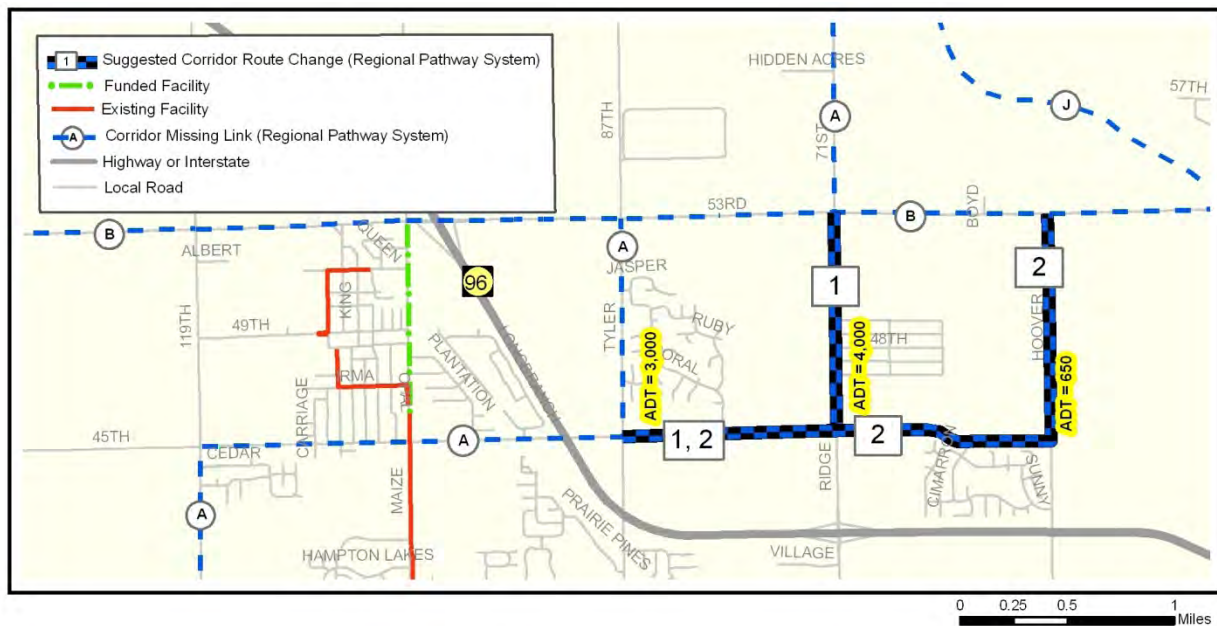 1 Suggested Corridor Route Change (Regional Pathway System)
Funded Facility
Existing Facility
A Corridor Missing Link (Regional Pathway System)
Highway or Interstate
Local Road
HIDDEN ACRES
57TH
J
87TH
A
71ST
53RD
B
BOYD
B
ALBERT
QUEEN
A
JASPER
2
96
1
KING
119TH
49TH
TYLER
RUBY
48TH
HOOVER
PLANTATION
LONGBRANCH
ADT = 3,000
ADT = 4,000
ADT = 650
CARRIAGE
45TH
A
1, 2
2
CEDAR
MAIZE
RIDGE
CIMARRON
SUNNY
A
PRAIRIE PINES
HAMPTON LAKES
VILLAGE
0 0.25 0.5 1
Miles